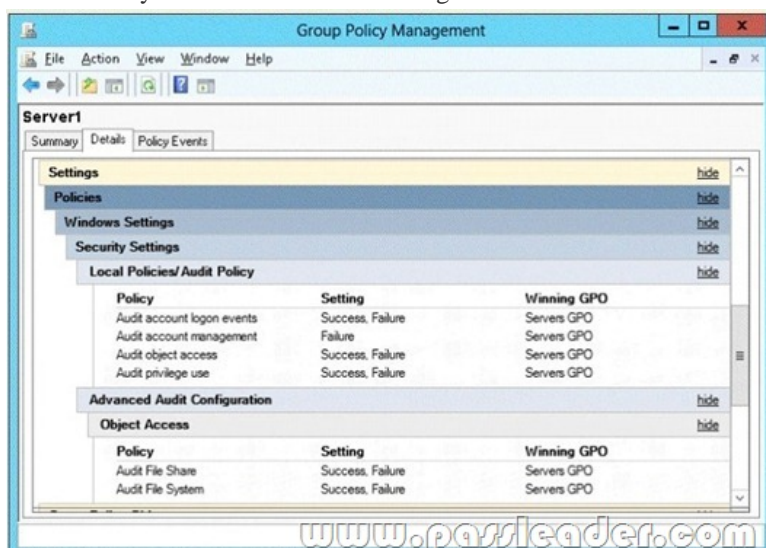 Group Policy Management
File Action View Window Help
Server1
Summary Details Policy Events
Settings hide
Policies hide
Windows Settings hide
Security Settings hide
Local Policies/Audit Policy hide
Policy Setting Winning GPO
Audit account logon events Success, Failure Servers GPO
Audit account management Failure Servers GPO
Audit object access Success, Failure Servers GPO
Audit privilege use Success, Failure Servers GPO
Advanced Audit Configuration hide
Object Access hide
Policy Setting Winning GPO
Audit File Share Success, Failure Servers GPO
Audit File System Success, Failure Servers GPO
www.passleader.com